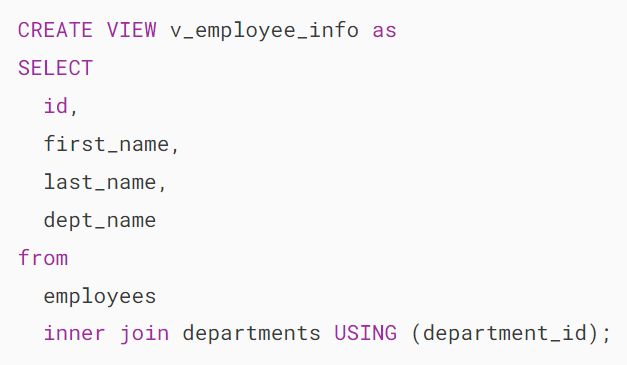 CREATE VIEW v_employee_info as
SELECT
id,
first_name,
last_name,
dept_name
from
employees
inner join departments USING (department_id);